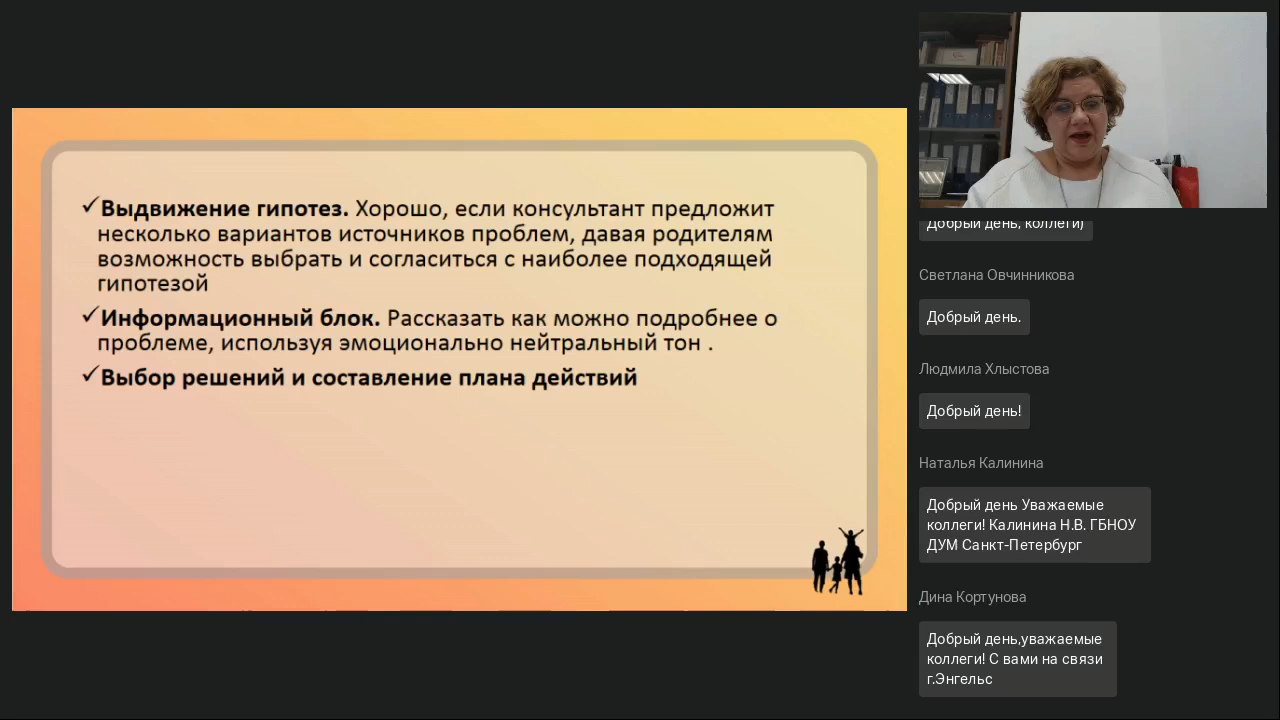 ✓Выдвижение гипотез. Хорошо, если консультант предложит
несколько вариантов источников проблем, давая родителям
возможность выбрать и согласиться с наиболее подходящей
гипотезой
✓Информационный блок. Рассказать как можно подробнее о
проблеме, используя эмоционально нейтральный тон .
✓Выбор решений и составление плана действий
Добрый день, коллеги)
Светлана Овчинникова
Добрый день.
Людмила Хлыстова
Добрый день!
Наталья Калинина
Добрый день Уважаемые
коллеги! Калинина Н.В. ГБНОУ
ДУМ Санкт-Петербург
Дина Кортунова
Добрый день,уважаемые
коллеги! С вами на связи
г.Энгельс